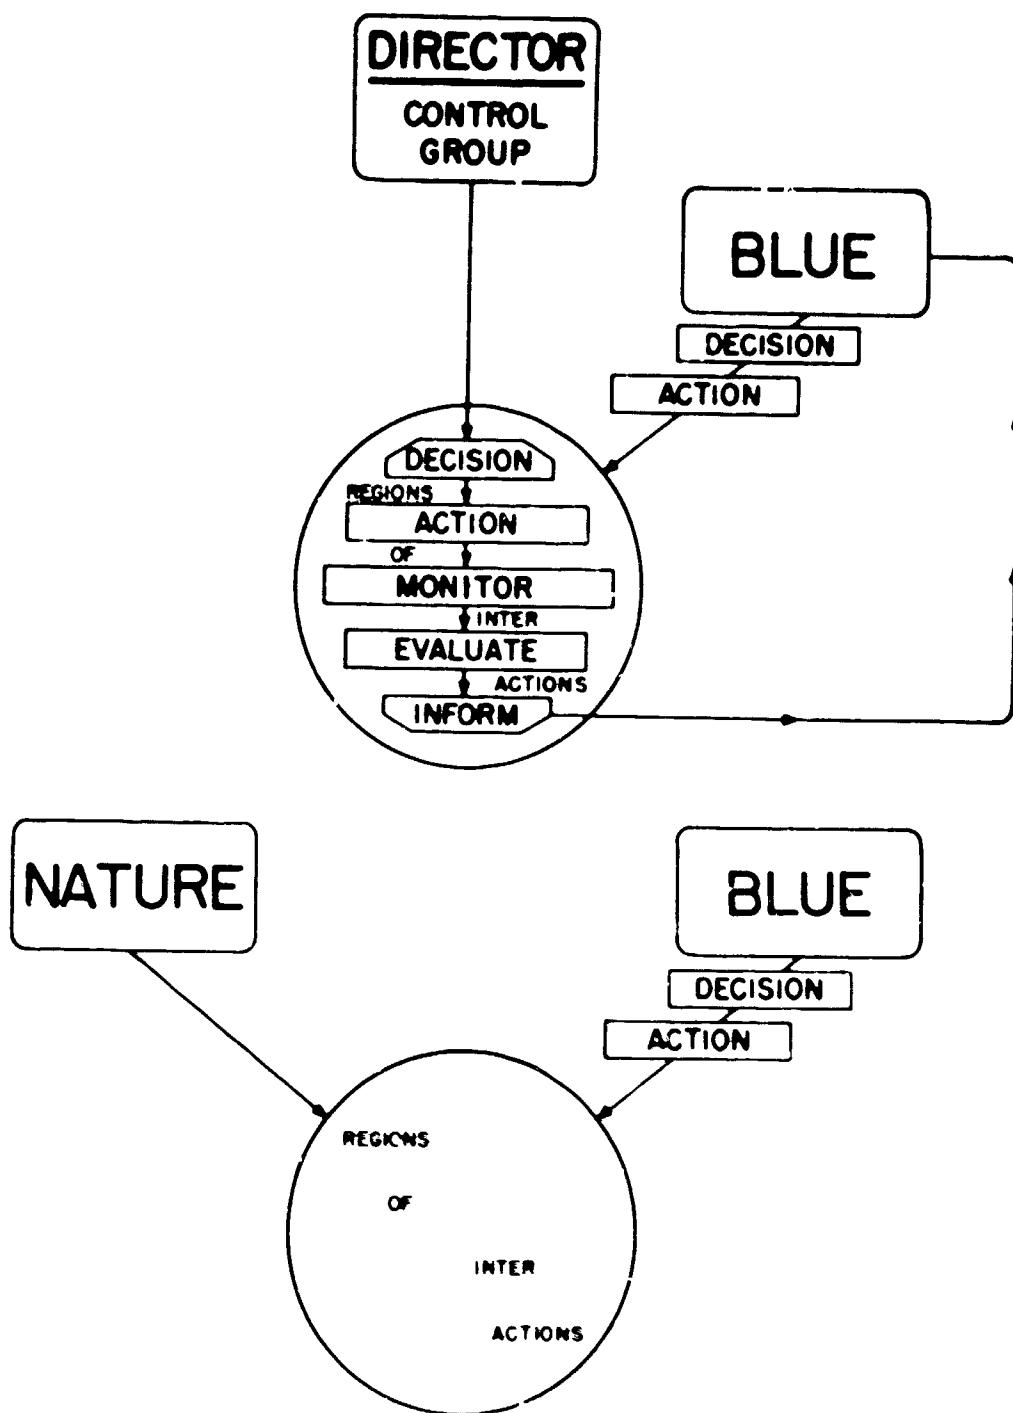 DIRECTOR
CONTROL
GROUP
BLUE
DECISION
ACTION
DECISION
REGIONS
ACTION
OF
MONITOR
INTER
EVALUATE
ACTIONS
INFORM
NATURE
BLUE
DECISION
ACTION
REGIONS
OF
INTER
ACTIONS